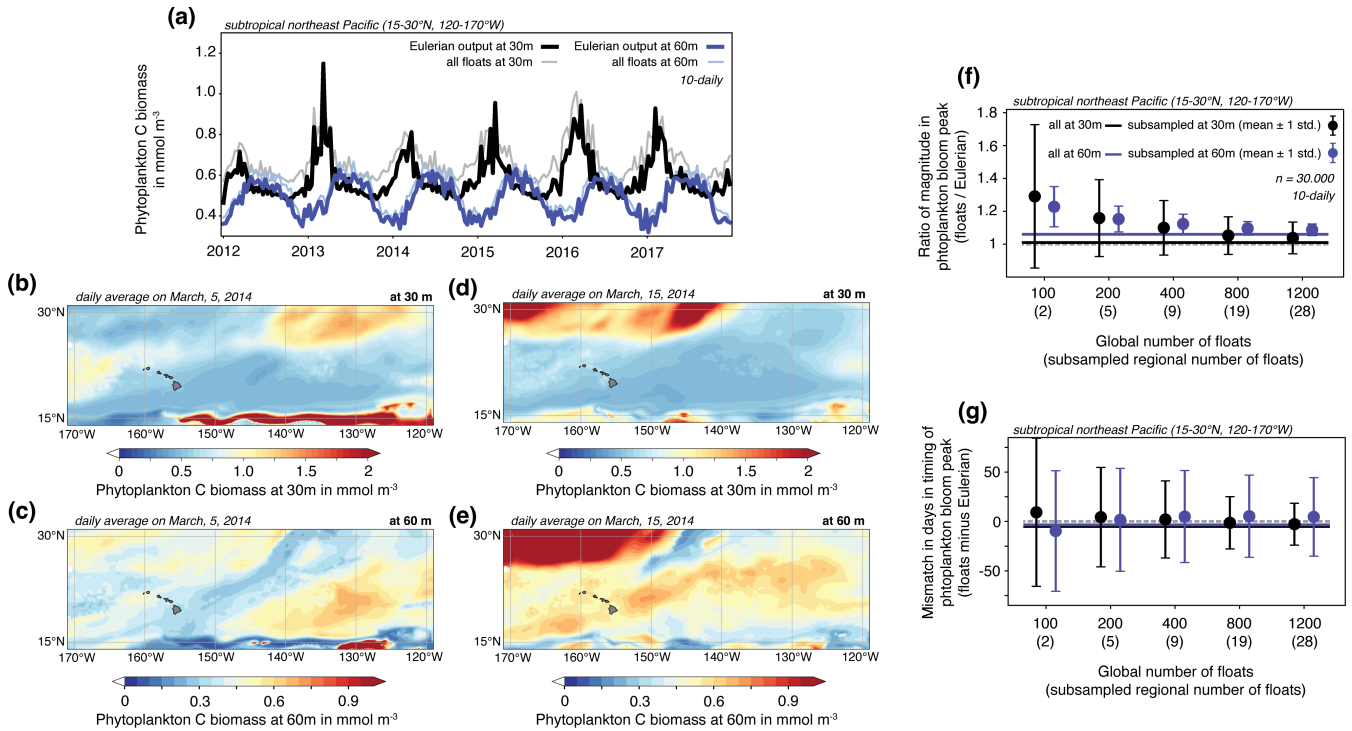 (a)
subtropical northeast Pacific (15-30°N, 120-170°W)
Eulerian output at 30m
Eulerian output at 60m
all floats at 30m
all floats at 60m
10-daily
Phytoplankton C biomass
in mmol m-3
1.2
1.0
0.8
0.6
0.4
2012
2013
2014
2015
2016
2017
(b)
daily average on March, 5, 2014
at 30 m
30°N
15°N
170°W
160°W
150°W
140°W
130°W
120°W
0
0.5
1.0
1.5
2
Phytoplankton C biomass at 30m in mmol m-3
(d)
daily average on March, 15, 2014
at 30 m
30°N
15°N
170°W
160°W
150°W
140°W
130°W
120°W
0
0.5
1.0
1.5
2
Phytoplankton C biomass at 30m in mmol m-3
(c)
daily average on March, 5, 2014
at 60 m
30°N
15°N
170°W
160°W
150°W
140°W
130°W
120°W
0
0.3
0.6
0.9
Phytoplankton C biomass at 60m in mmol m-3
(e)
daily average on March, 15, 2014
at 60 m
30°N
15°N
170°W
160°W
150°W
140°W
130°W
120°W
0
0.3
0.6
0.9
Phytoplankton C biomass at 60m in mmol m-3
(f)
subtropical northeast Pacific (15-30°N, 120-170°W)
all at 30m
subsampled at 30m (mean ± 1 std.)
all at 60m
subsampled at 60m (mean ± 1 std.)
n = 30.000
10-daily
Ratio of magnitude in
phtoplankton bloom peak
(floats / Eulerian)
1.8
1.6
1.4
1.2
1
100
200
400
800
1200
(2)
(5)
(9)
(19)
(28)
Global number of floats
(subsampled regional number of floats)
(g)
subtropical northeast Pacific (15-30°N, 120-170°W)
Mismatch in days in timing of
phtoplankton bloom peak
(floats minus Eulerian)
50
0
-50
100
200
400
800
1200
(2)
(5)
(9)
(19)
(28)
Global number of floats
(subsampled regional number of floats)